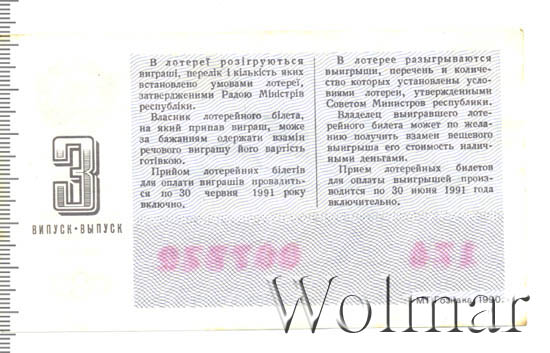 3
ВИПУСК•ВЫПУСК
В лотереї розігруються
виграші, перелік і кількість яких
встановлено умовами лотереї,
затвердженими Радою Міністрів
республіки.
Власник лотерейного білета,
на який припав виграш, може
за бажанням одержати взамін
речового виграшу його вартість
готівкою.
Прийом лотерейних білетів
для оплати виграшів провадить-
ся по 30 червня 1991 року
включно.
В лотерее разыгрываются
выигрыши, перечень и количе-
ство которых установлены усло-
виями лотереи, утвержденными
Советом Министров республики.
Владелец выигравшего лоте-
рейного билета может по жела-
нию получить взамен вещевого
выигрыша его стоимость налич-
ными деньгами.
Прием лотерейных билетов
для оплаты выигрышей произ-
водится по 30 июня 1991 года
включительно.
МТ Гознака. 1990.
Wolmar